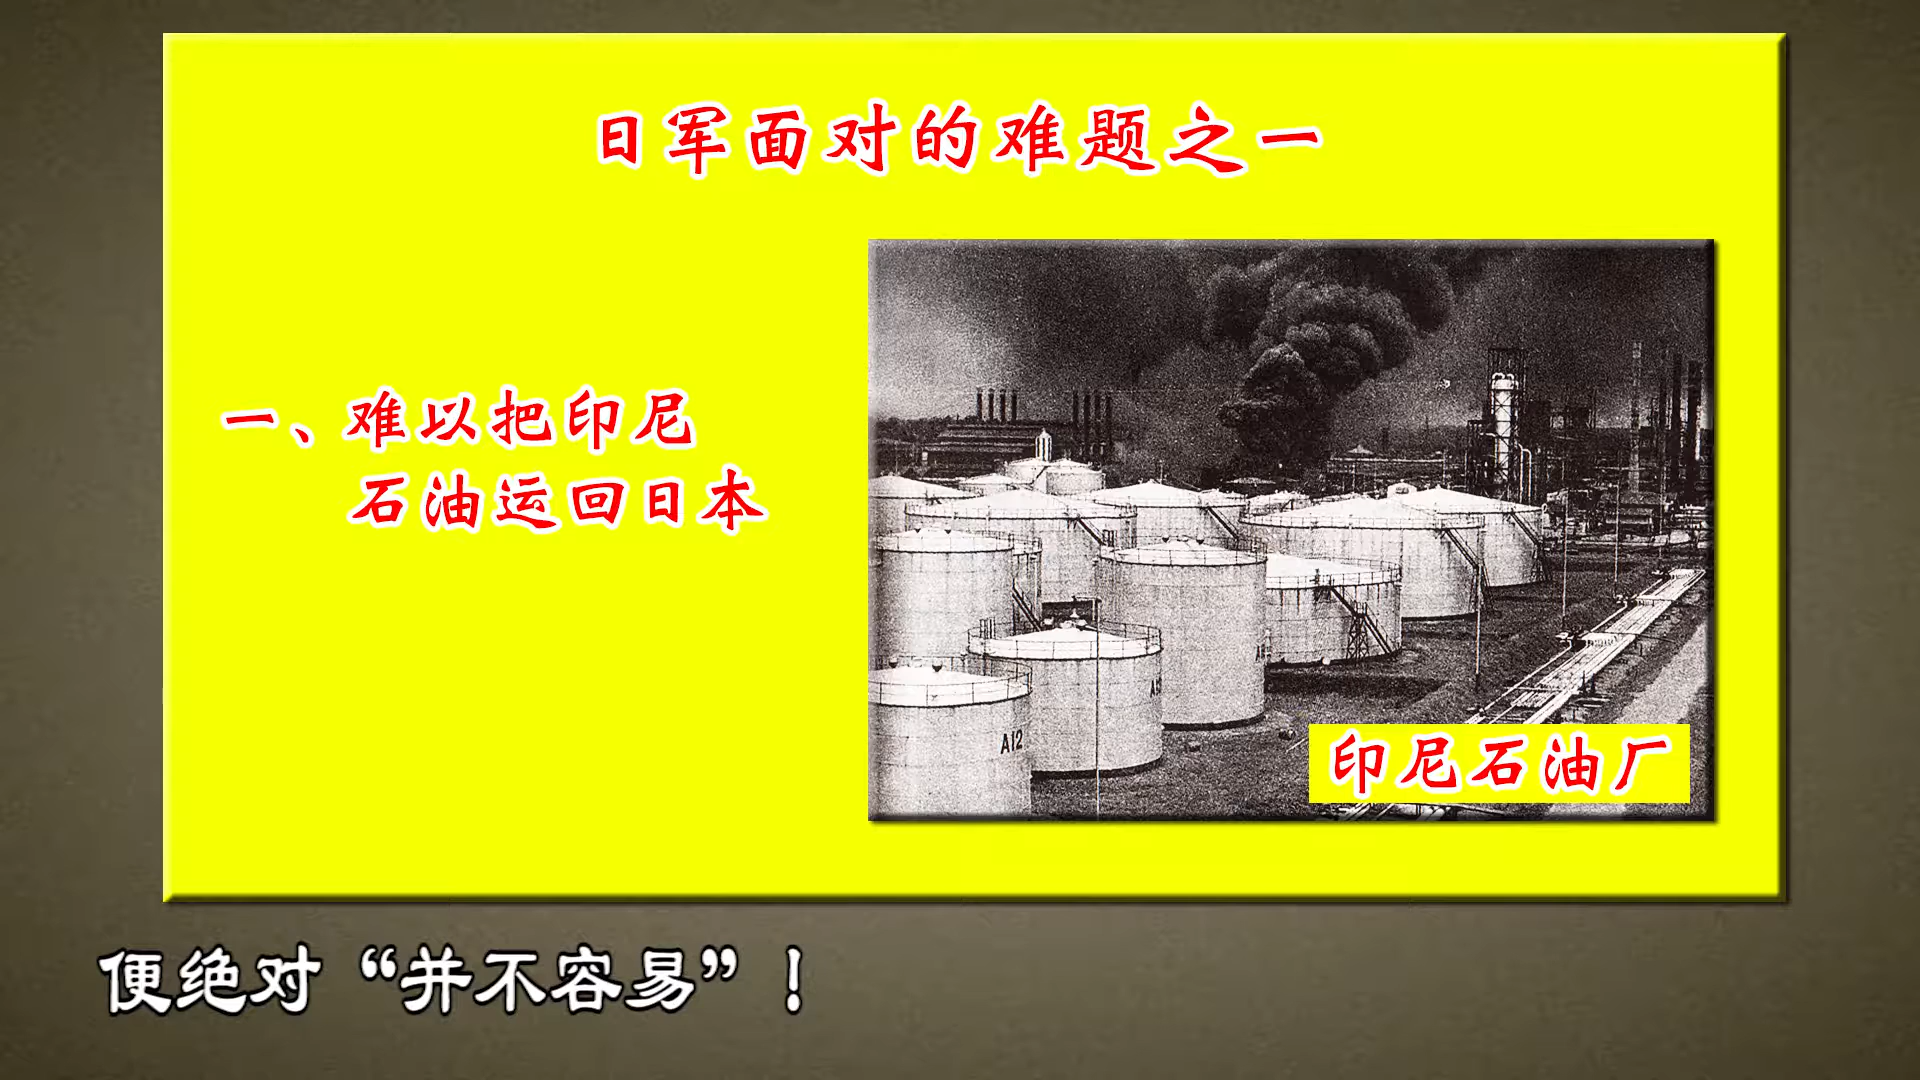 日军面对的难题之一
一、难以把印尼
石油运回日本
A12
印尼石油厂
便绝对“并不容易”！